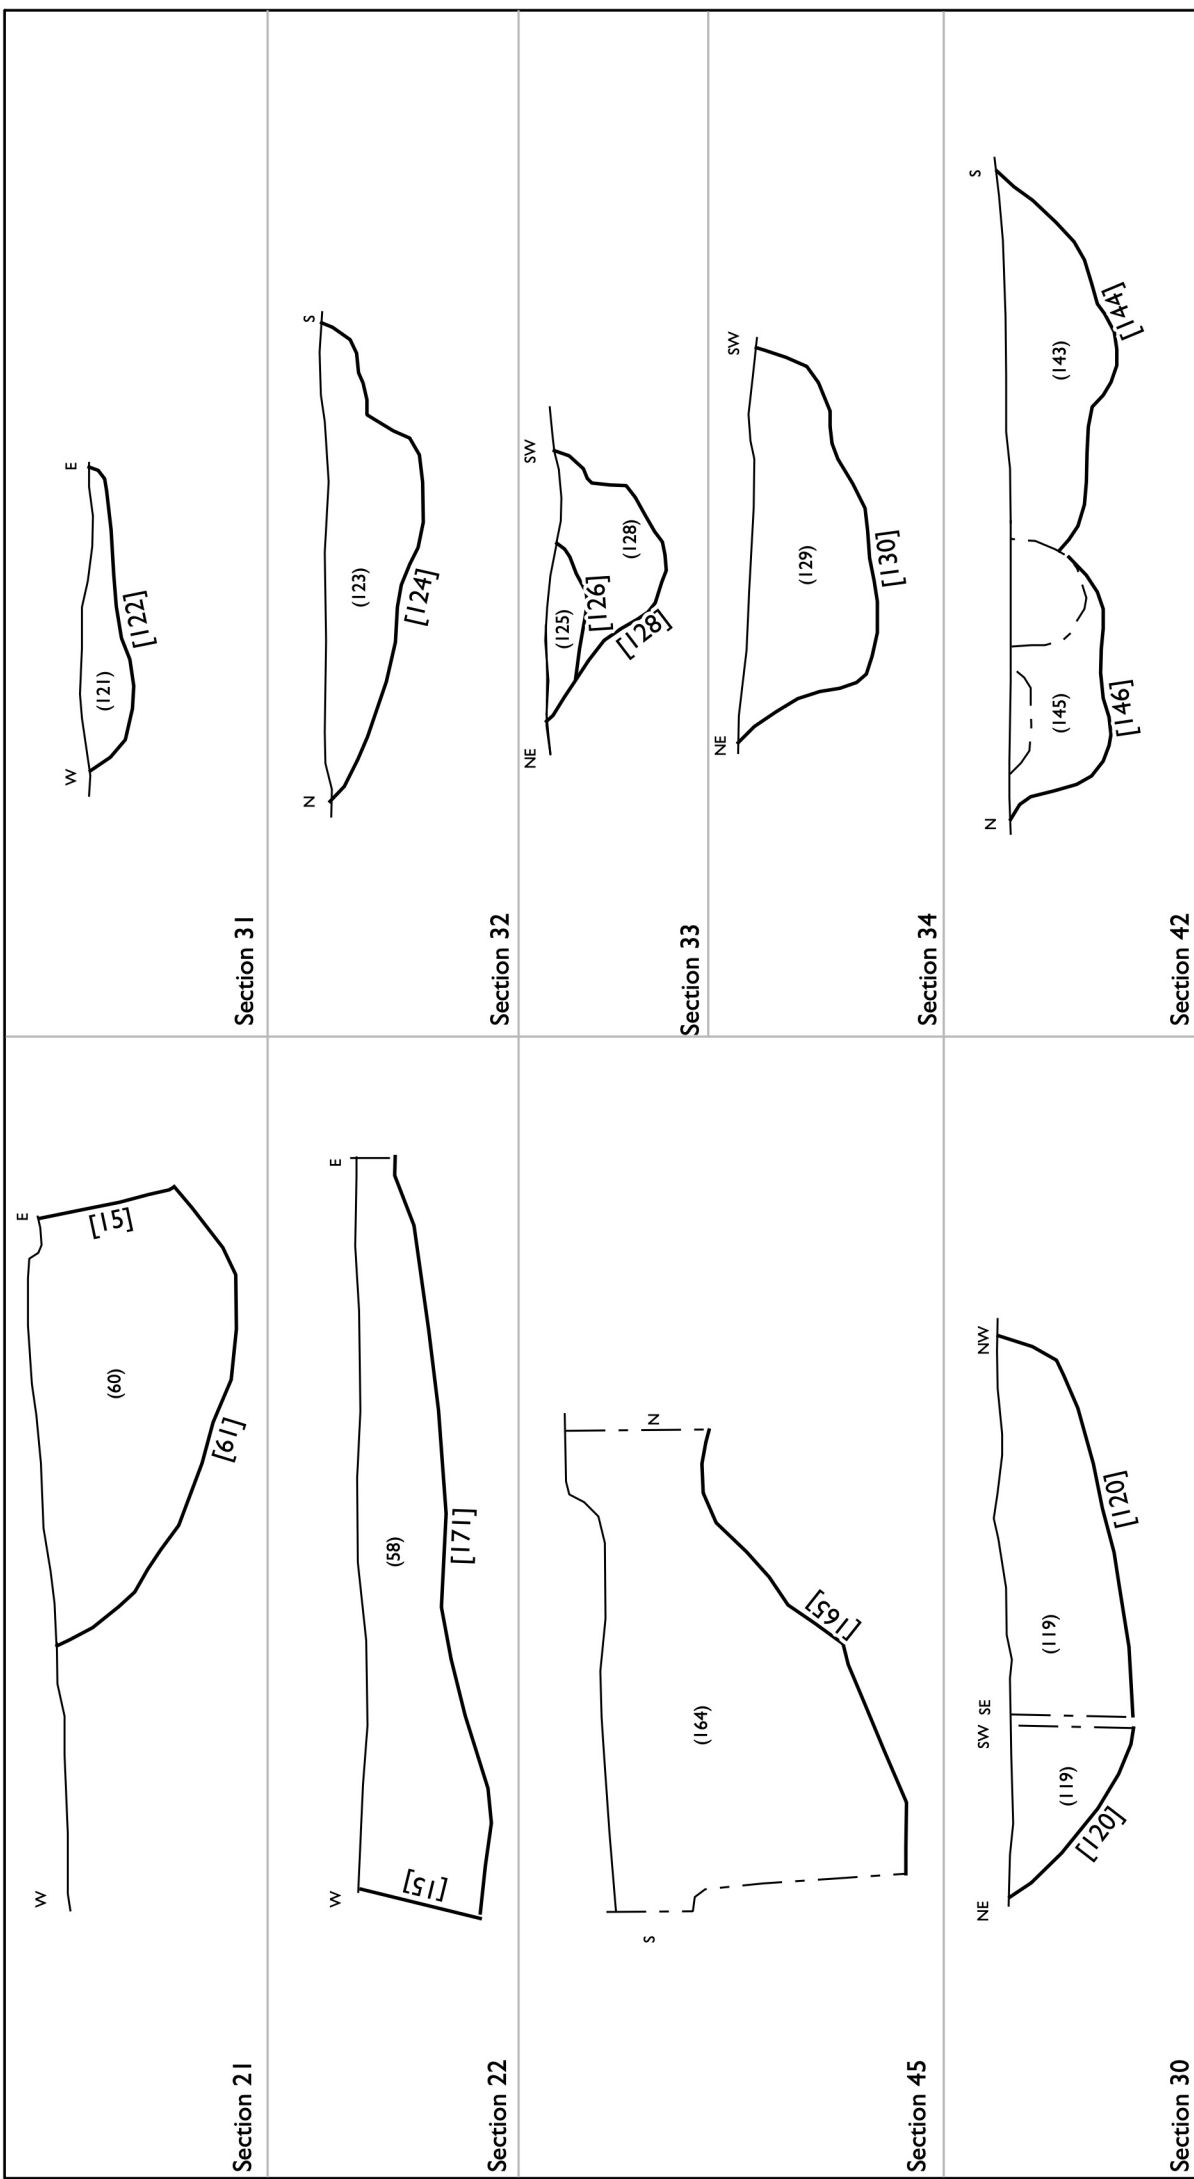 W
E
(60)
[15]
[61]
Section 21
W
E
[15]
(58)
[171]
Section 22
S
N
(164)
[165]
Section 45
NE
SW SE
NW
(119)
(119)
[120]
[120]
Section 30
W
E
(121)
[122]
Section 31
N
S
(123)
[124]
Section 32
NE
SW
(125)
[126]
(128)
[128]
Section 33
NE
SW
(129)
[130]
Section 34
N
S
(145)
(143)
[146]
[144]
Section 42